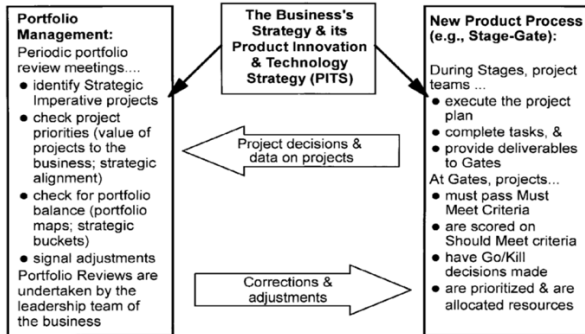 Portfolio
Management:
Periodic portfolio
review meetings....
● identify Strategic
Imperative projects
● check project
priorities (value of
projects to the
business; strategic
alignment)
● check for portfolio
balance (portfolio
maps; strategic
buckets)
● signal adjustments
Portfolio Reviews are
undertaken by the
leadership team of
the business
The Business's
Strategy & its
Product Innovation
& Technology
Strategy (PITS)
Project decisions &
data on projects
Corrections &
adjustments
New Product Process
(e.g., Stage-Gate):
During Stages, project
teams ...
● execute the project
plan
● complete tasks, &
● provide deliverables
to Gates
At Gates, projects...
● must pass Must
Meet Criteria
● are scored on
Should Meet criteria
● have Go/Kill
decisions made
● are prioritized & are
allocated resources